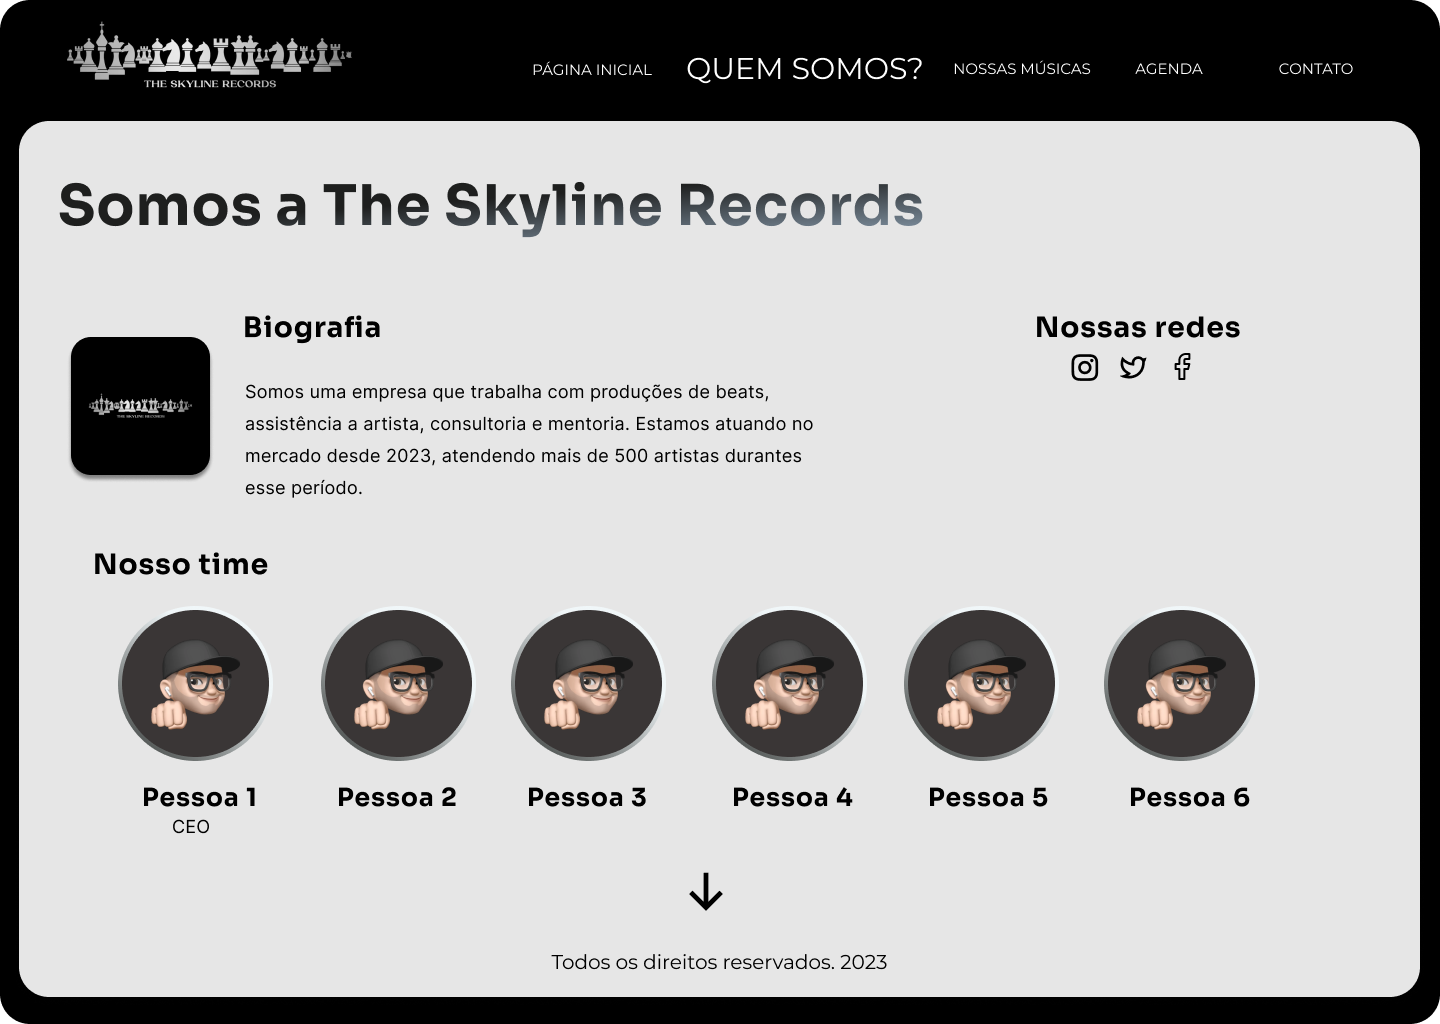 THE SKYLINE RECORDS
PÁGINA INICIAL
QUEM SOMOS?
NOSSAS MÚSICAS
AGENDA
CONTATO
Somos a The Skyline Records
Biografia
Nossas redes
THE SKYLINE RECORDS
Somos uma empresa que trabalha com produções de beats,
assistência a artista, consultoria e mentoria. Estamos atuando no
mercado desde 2023, atendendo mais de 500 artistas durantes
esse período.
Nosso time
Pessoa 1
CEO
Pessoa 2
Pessoa 3
Pessoa 4
Pessoa 5
Pessoa 6
Todos os direitos reservados. 2023